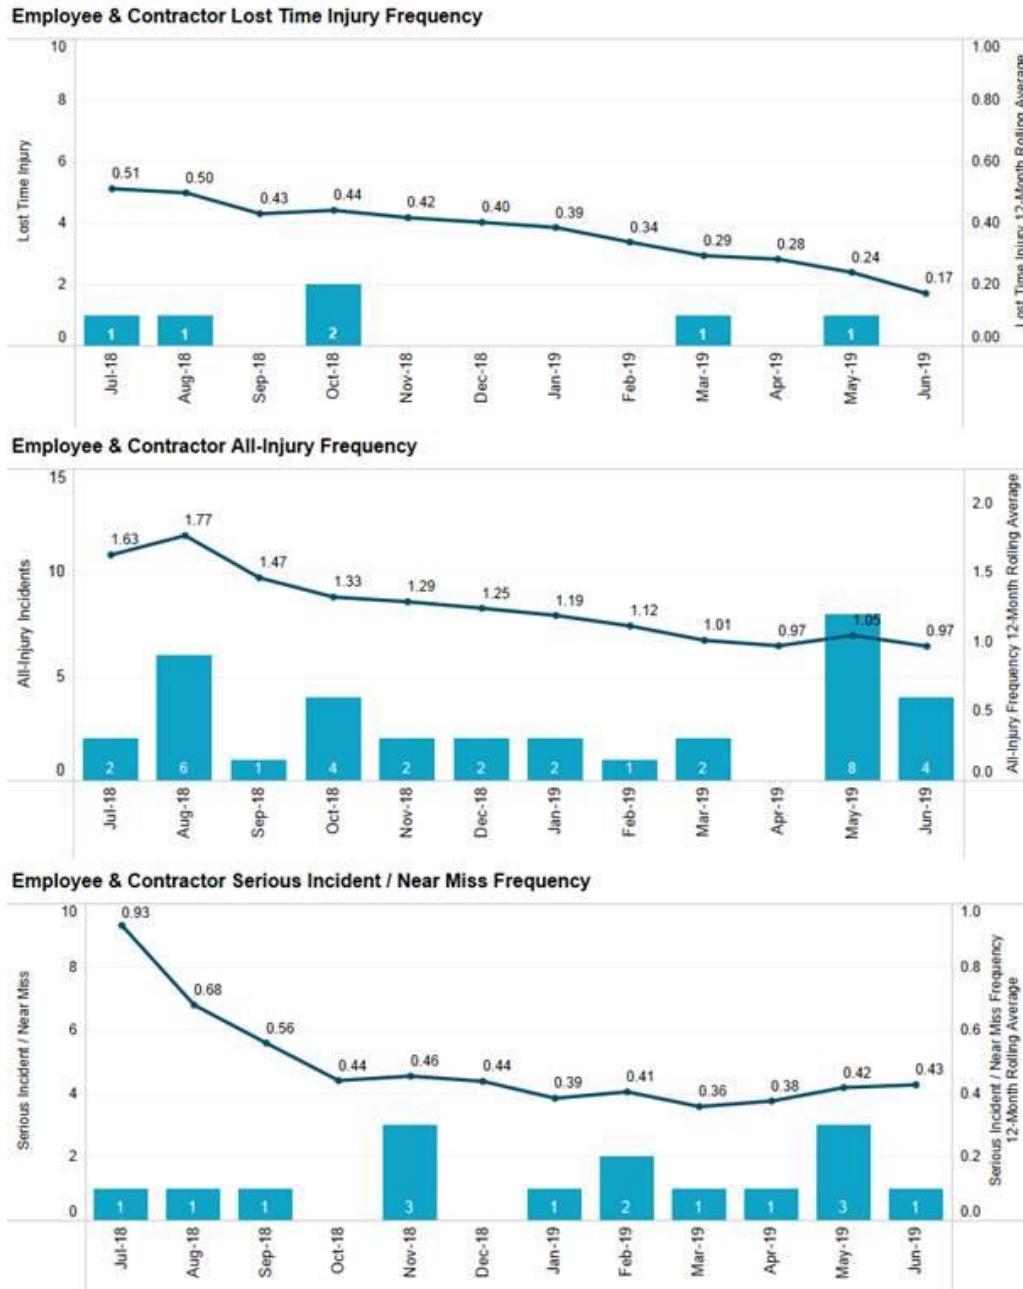 Employee & Contractor Lost Time Injury Frequency
10
8
6
4
2
0
Lost Time Injury
1.00
0.80
0.60
0.40
0.20
0.00
Lost Time Injury 12-Month Rolling Average
0.51
0.50
0.43
0.44
0.42
0.40
0.39
0.34
0.29
0.28
0.24
0.17
1
1
2
1
1
Jul-18
Aug-18
Sep-18
Oct-18
Nov-18
Dec-18
Jan-19
Feb-19
Mar-19
Apr-19
May-19
Jun-19
Employee & Contractor All-Injury Frequency
15
10
5
0
All-Injury Incidents
2.0
1.5
1.0
0.5
0.0
All-Injury Frequency 12-Month Rolling Average
1.63
1.77
1.47
1.33
1.29
1.25
1.19
1.12
1.01
0.97
1.05
0.97
2
6
1
4
2
2
2
1
2
8
4
Jul-18
Aug-18
Sep-18
Oct-18
Nov-18
Dec-18
Jan-19
Feb-19
Mar-19
Apr-19
May-19
Jun-19
Employee & Contractor Serious Incident / Near Miss Frequency
10
8
6
4
2
0
Serious Incident / Near Miss
1.0
0.8
0.6
0.4
0.2
0.0
Serious Incident / Near Miss Frequency
12-Month Rolling Average
0.93
0.68
0.56
0.44
0.46
0.44
0.39
0.41
0.36
0.38
0.42
0.43
1
1
1
3
1
2
1
1
3
1
Jul-18
Aug-18
Sep-18
Oct-18
Nov-18
Dec-18
Jan-19
Feb-19
Mar-19
Apr-19
May-19
Jun-19